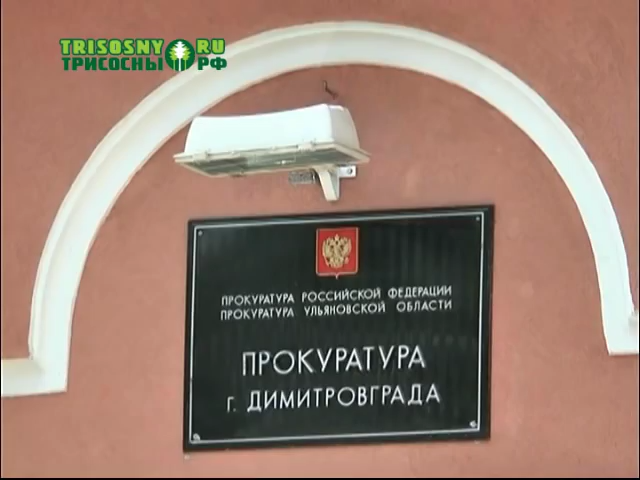 TRISOSNY.RU
ТРИСОСНЫ.РФ
ПРОКУРАТУРА РОССИЙСКОЙ ФЕДЕРАЦИИ
ПРОКУРАТУРА УЛЬЯНОВСКОЙ ОБЛАСТИ
ПРОКУРАТУРА
Г. ДИМИТРОВГРАДА